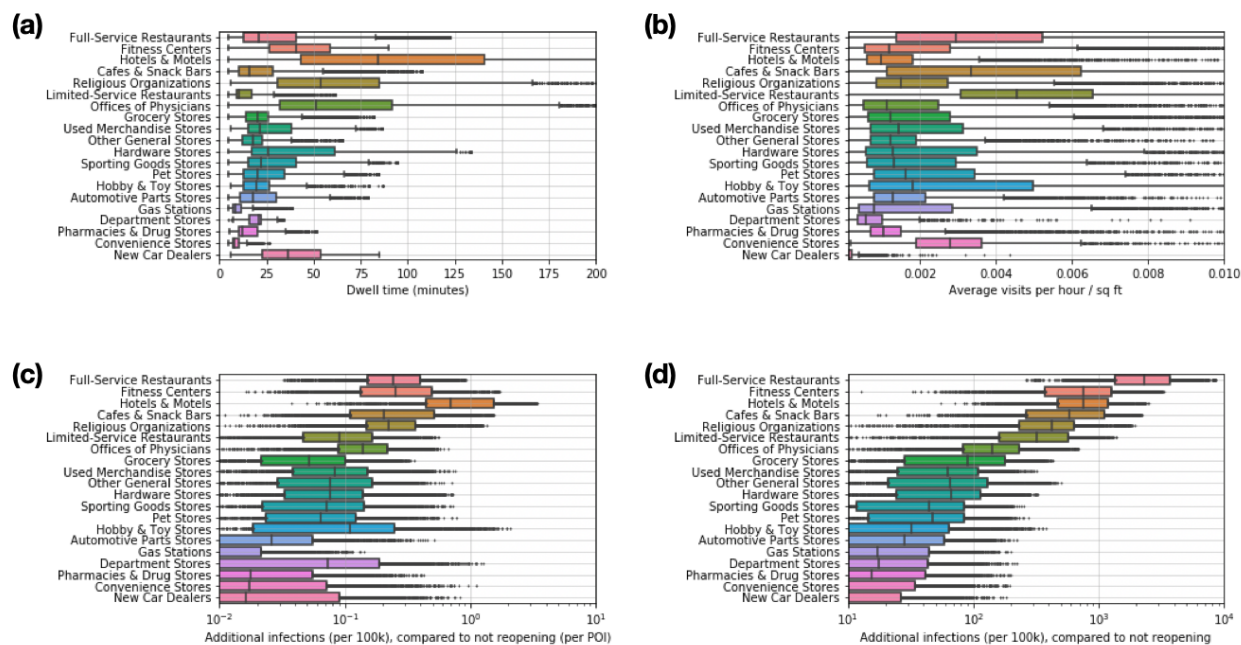 (a)
Full-Service Restaurants
Fitness Centers
Hotels & Motels
Cafes & Snack Bars
Religious Organizations
Limited-Service Restaurants
Offices of Physicians
Grocery Stores
Used Merchandise Stores
Other General Stores
Hardware Stores
Sporting Goods Stores
Pet Stores
Hobby & Toy Stores
Automotive Parts Stores
Gas Stations
Department Stores
Pharmacies & Drug Stores
Convenience Stores
New Car Dealers
0 25 50 75 100 125 150 175 200
Dwell time (minutes)
(b)
Full-Service Restaurants
Fitness Centers
Hotels & Motels
Cafes & Snack Bars
Religious Organizations
Limited-Service Restaurants
Offices of Physicians
Grocery Stores
Used Merchandise Stores
Other General Stores
Hardware Stores
Sporting Goods Stores
Pet Stores
Hobby & Toy Stores
Automotive Parts Stores
Gas Stations
Department Stores
Pharmacies & Drug Stores
Convenience Stores
New Car Dealers
0.002 0.004 0.006 0.008 0.010
Average visits per hour / sq ft
(c)
Full-Service Restaurants
Fitness Centers
Hotels & Motels
Cafes & Snack Bars
Religious Organizations
Limited-Service Restaurants
Offices of Physicians
Grocery Stores
Used Merchandise Stores
Other General Stores
Hardware Stores
Sporting Goods Stores
Pet Stores
Hobby & Toy Stores
Automotive Parts Stores
Gas Stations
Department Stores
Pharmacies & Drug Stores
Convenience Stores
New Car Dealers
10⁻² 10⁻¹ 10⁰ 10¹
Additional infections (per 100k), compared to not reopening (per POI)
(d)
Full-Service Restaurants
Fitness Centers
Hotels & Motels
Cafes & Snack Bars
Religious Organizations
Limited-Service Restaurants
Offices of Physicians
Grocery Stores
Used Merchandise Stores
Other General Stores
Hardware Stores
Sporting Goods Stores
Pet Stores
Hobby & Toy Stores
Automotive Parts Stores
Gas Stations
Department Stores
Pharmacies & Drug Stores
Convenience Stores
New Car Dealers
10¹ 10² 10³ 10⁴
Additional infections (per 100k), compared to not reopening